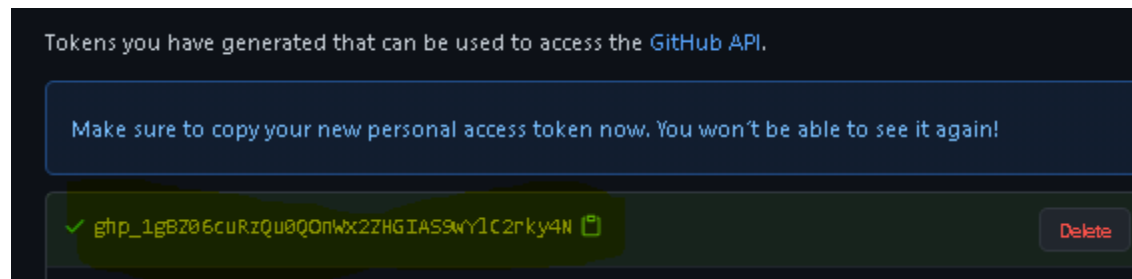 Tokens you have generated that can be used to access the GitHub API.
Make sure to copy your new personal access token now. You won't be able to see it again!
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
Delete